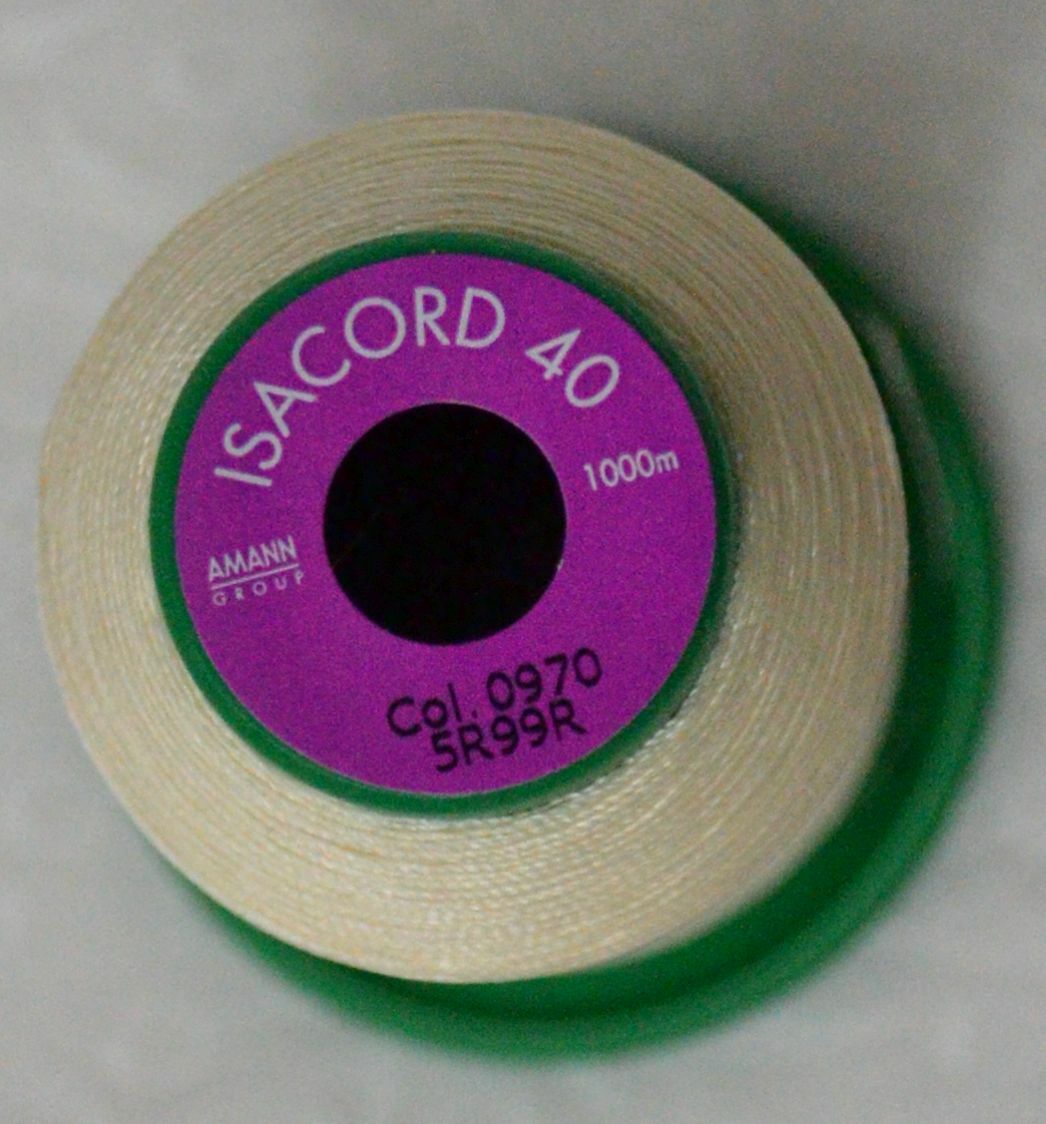 ISACORD 40
1000m
AMANN
GROUP
Col. 0970
5R99R